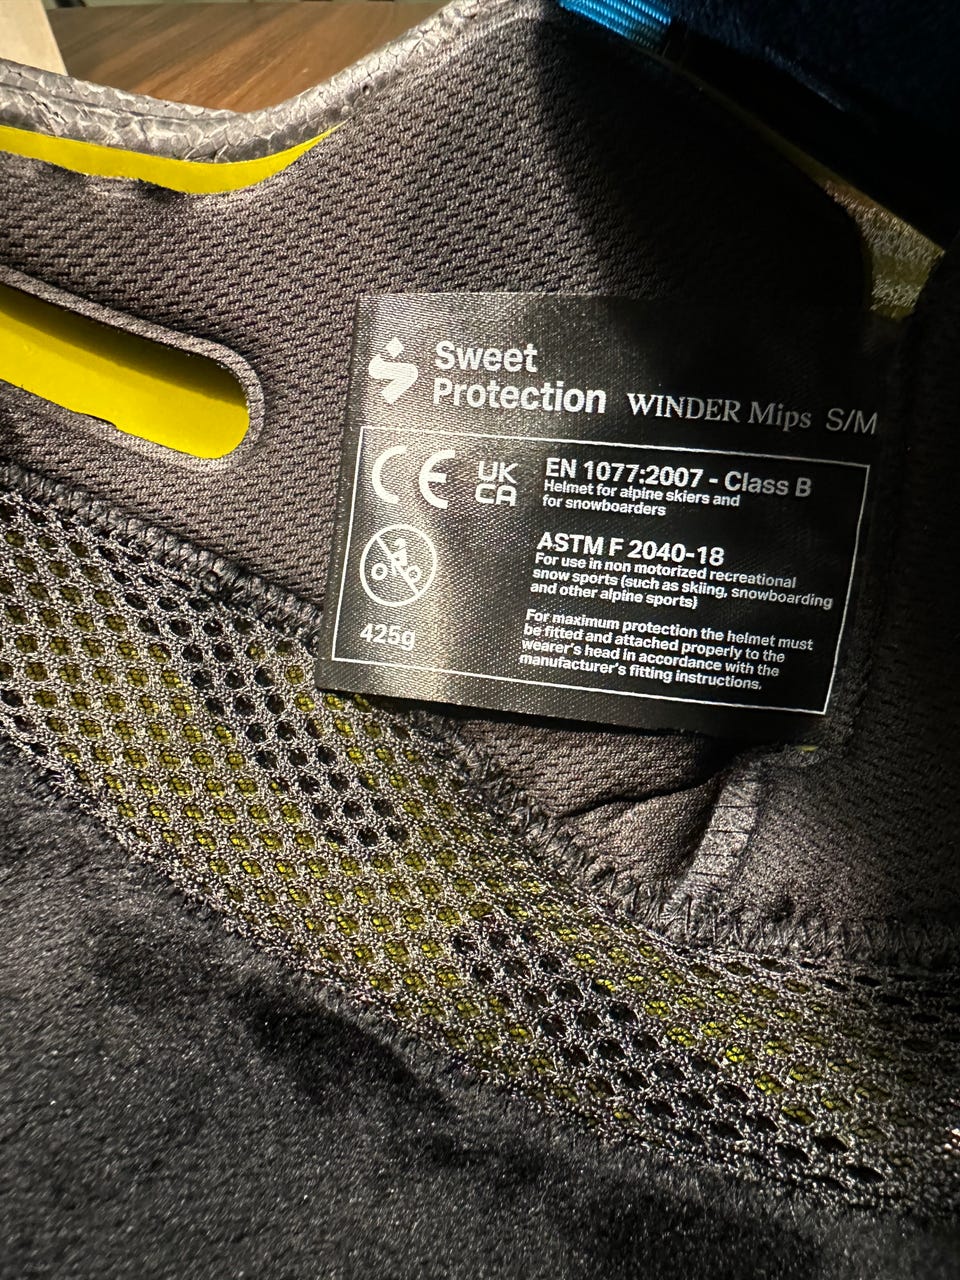 Sweet
Protection WINDER Mips S/M
CE
UK
CA
EN 1077:2007 - Class B
Helmet for alpine skiers and
for snowboarders
ASTM F 2040-18
For use in non motorized recreational
snow sports (such as skiing, snowboarding
and other alpine sports)
425g
For maximum protection the helmet must
be fitted and attached properly to the
wearer's head in accordance with the
manufacturer's fitting instructions.